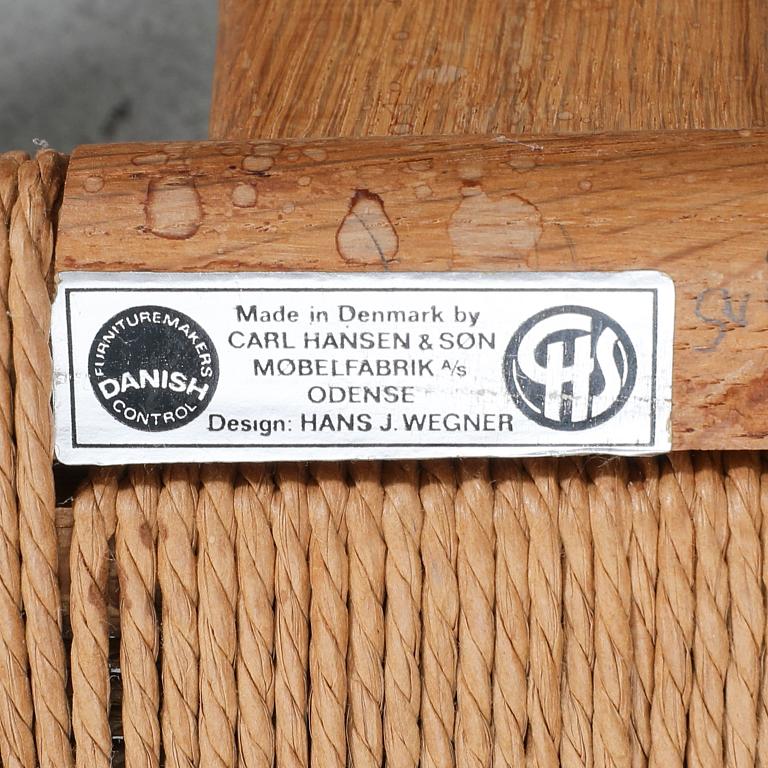 FURNITUREMAKERS
DANISH
CONTROL
Made in Denmark by
CARL HANSEN & SØN
MØBELFABRIK A/s
ODENSE
Design: HANS J. WEGNER
CHS